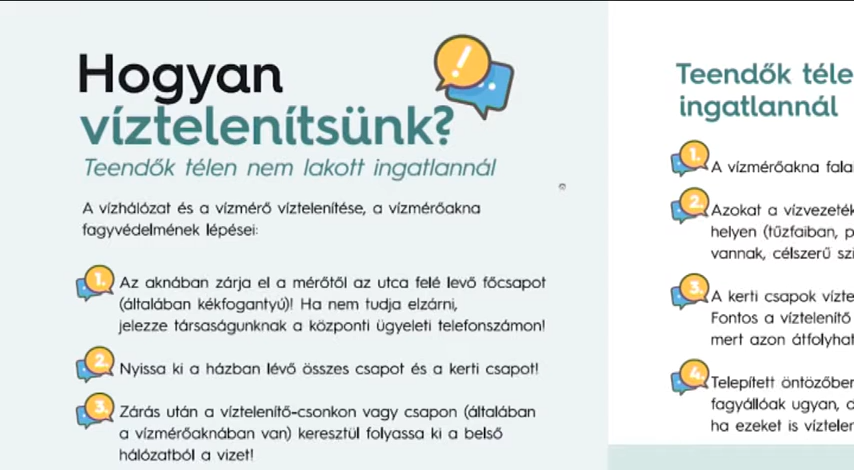 Hogyan
víztelenítsünk?
Teendők télen nem lakott ingatlannál
A vízhálózat és a vízmérő víztelenítése, a vízmérőakna
fagyvédelmének lépései:
1. Az aknában zárja el a mérőtől az utca felé levő főcsapot
(általában kékfogantyú)! Ha nem tudja elzárni,
jelezze társaságunknak a központi ügyeleti telefonszámon!
2. Nyissa ki a házban lévő összes csapot és a kerti csapot!
3. Zárás után a víztelenítő-csonkon vagy csapon (általában
a vízmérőaknában van) keresztül folyassa ki a belső
hálózatból a vizet!
Teendők téle
ingatlannál
1. A vízmérőakna fala
2. Azokat a vízvezeték
helyen (tűzfaiban, p
vannak, célszerű szi
3. A kerti csapok vízte
Fontos a víztelenítő
mert azon átfolyhat
4. Telepített öntözőber
fagyállóak ugyan, d
ha ezeket is víztelen